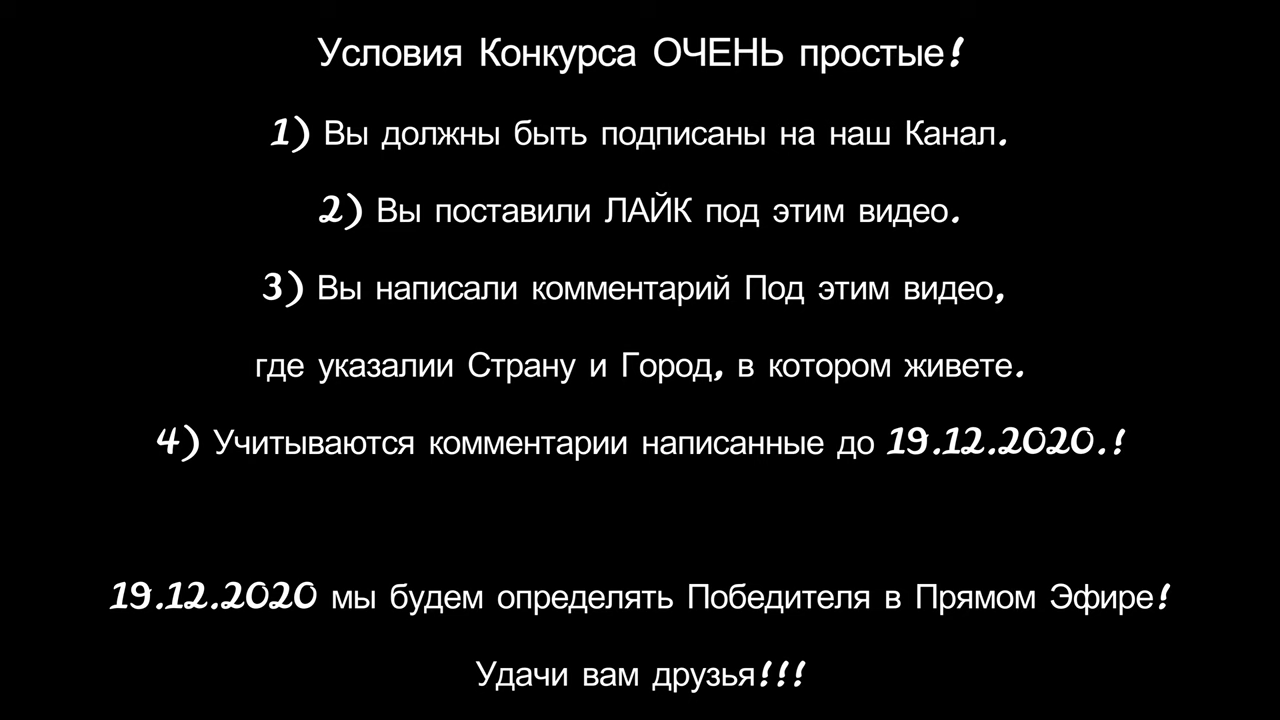 Условия Конкурса ОЧЕНЬ простые!
1) Вы должны быть подписаны на наш Канал.
2) Вы поставили ЛАЙК под этим видео.
3) Вы написали комментарий Под этим видео,
где указалии Страну и Город, в котором живете.
4) Учитываются комментарии написанные до 19.12.2020.!
19.12.2020 мы будем определять Победителя в Прямом Эфире!
Удачи вам друзья!!!